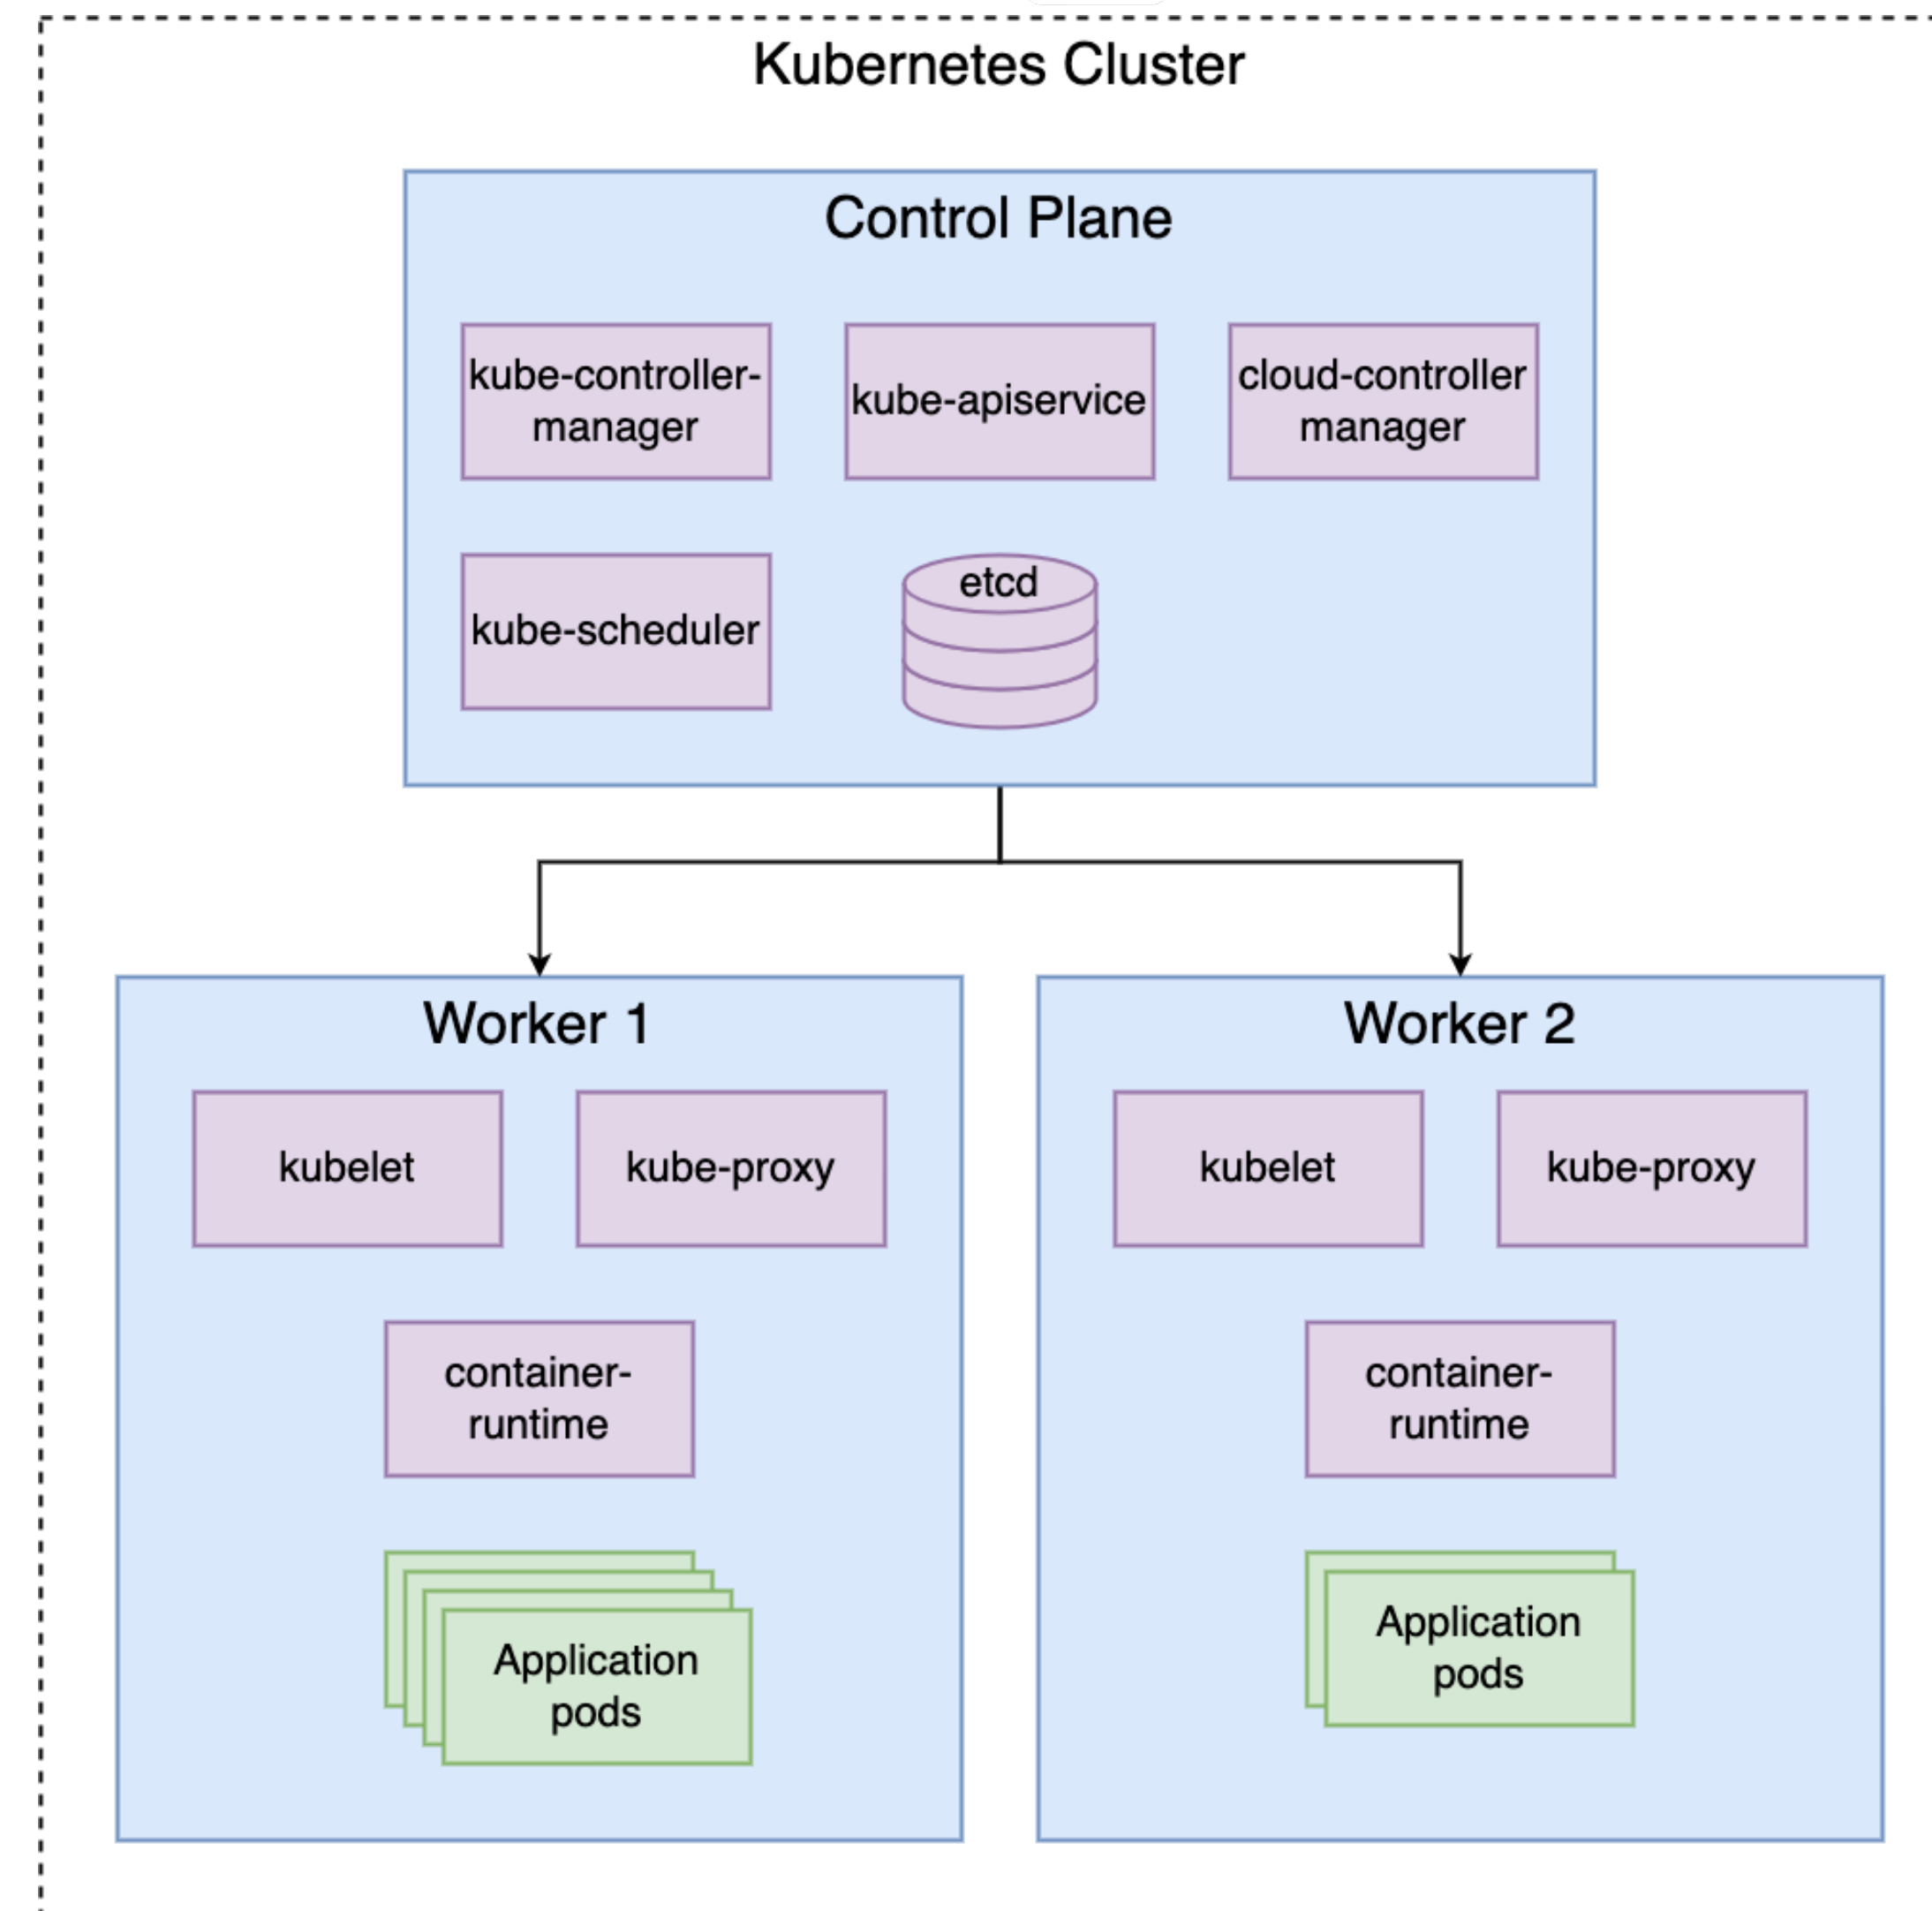 Kubernetes Cluster
Control Plane
kube-controller-
manager
kube-apiservice
cloud-controller
manager
kube-scheduler
etcd
Worker 1
kubelet
kube-proxy
container-
runtime
Application
pods
Worker 2
kubelet
kube-proxy
container-
runtime
Application
pods